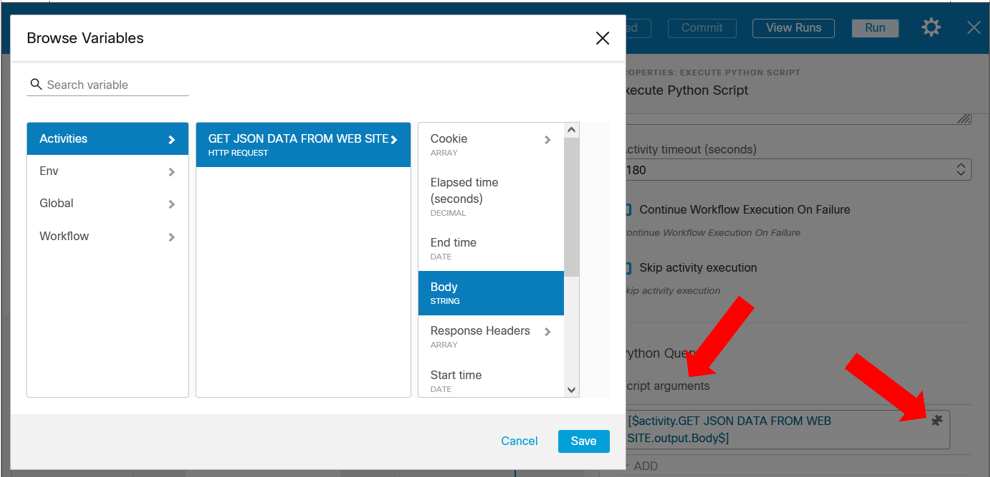 Browse Variables
Search variable
Activities
Env
Global
Workflow
GET JSON DATA FROM WEB SITE
HTTP REQUEST
Cookie
ARRAY
Elapsed time
(seconds)
DECIMAL
End time
DATE
Body
STRING
Response Headers
ARRAY
Start time
DATE
Cancel
Save
ed
Commit
View Runs
Run
ROPERTIES: EXECUTE PYTHON SCRIPT
xecute Python Script
ctivity timeout (seconds)
180
Continue Workflow Execution On Failure
ontinue Workflow Execution On Failure
Skip activity execution
kip activity execution
ython Quer
cript arguments
[$activity.GET JSON DATA FROM WEB
SITE.output.Body$]
ADD